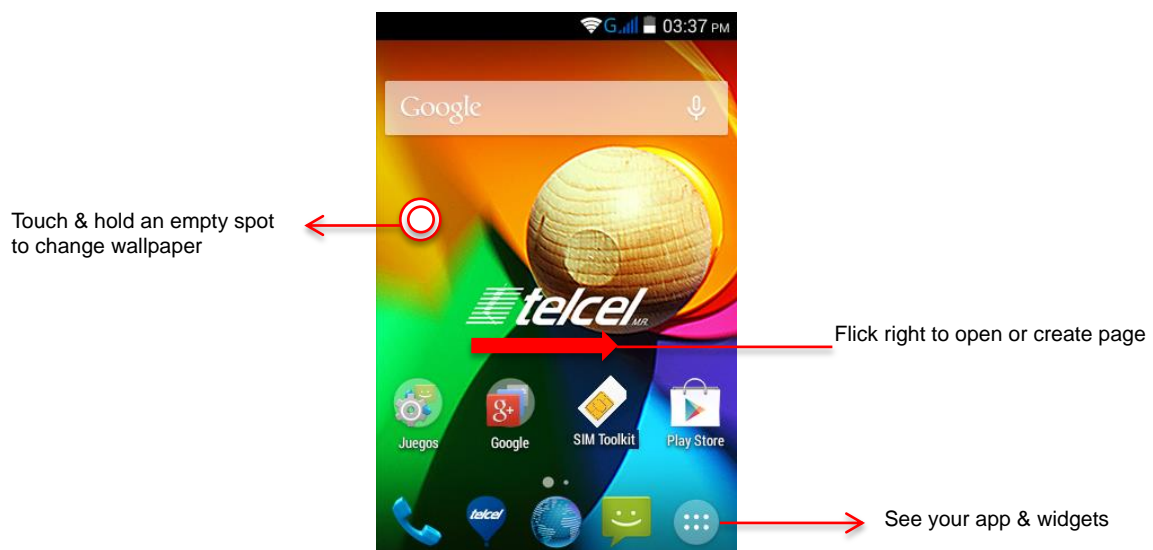 G 03:37 PM
Google
Touch & hold an empty spot
to change wallpaper
telcel M.R.
Flick right to open or create page
8+
Juegos
Google
SIM Toolkit
Play Store
telcel
See your app & widgets